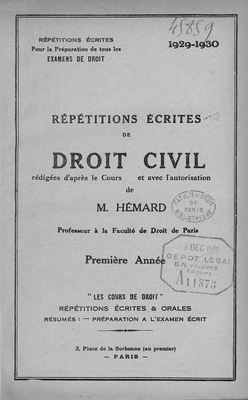 45859
RÉPÉTITIONS ÉCRITES
Pour la Préparation de tous les
EXAMENS DE DROIT
1929-1930
RÉPÉTITIONS ÉCRITES
DE
DROIT CIVIL
rédigées d'après le Cours et avec l'autorisation
de
M. HÉMARD
Professeur à la Faculté de Droit de Paris
FACULTÉ DE DROIT
DE
PARIS
BIBLIOTHÈQUE
Première Année
DEC 1930
DEPOT LEGAL
B.N. VOLUMES
Editeurs
A11873
"LES COURS DE DROIT"
RÉPÉTITIONS ÉCRITES & ORALES
RÉSUMÉS: — PRÉPARATION A L'EXAMEN ÉCRIT
3, Place de la Sorbonne (au premier)
— PARIS —